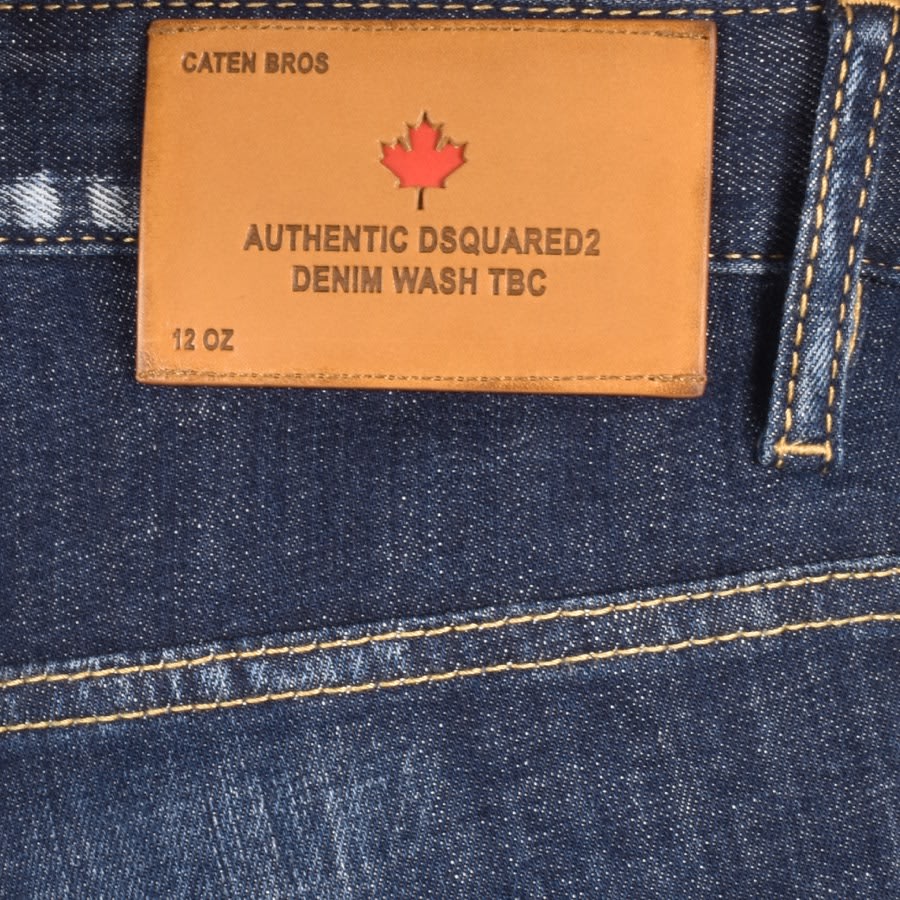 CATEN BROS
AUTHENTIC DSQUARED2
DENIM WASH TBC
12 OZ